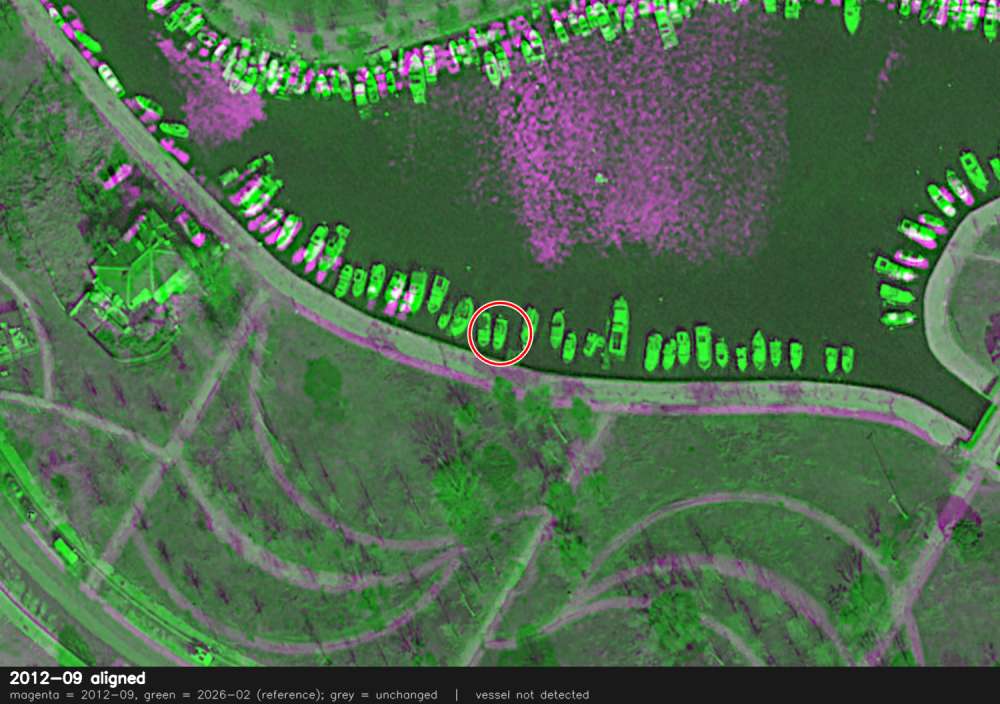 2012-09 aligned
magenta = 2012-09, green = 2026-02 (reference); grey = unchanged | vessel not detected